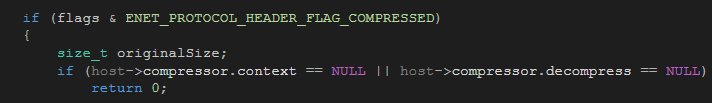 if (flags & ENET_PROTOCOL_HEADER_FLAG_COMPRESSED)
{
size_t originalSize;
if (host->compressor.context == NULL || host->compressor.decompress == NULL)
return 0;